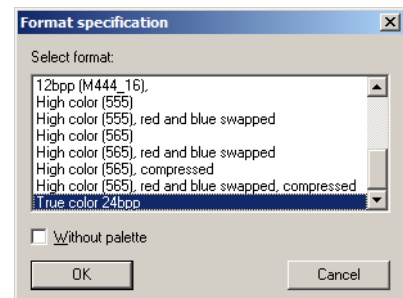 Format specification
Select format:
12bpp (M444_16),
High color (555)
High color (555), red and blue swapped
High color (565)
High color (565), red and blue swapped
High color (565), compressed
High color (565), red and blue swapped, compressed
True color 24bpp
Without palette
OK Cancel